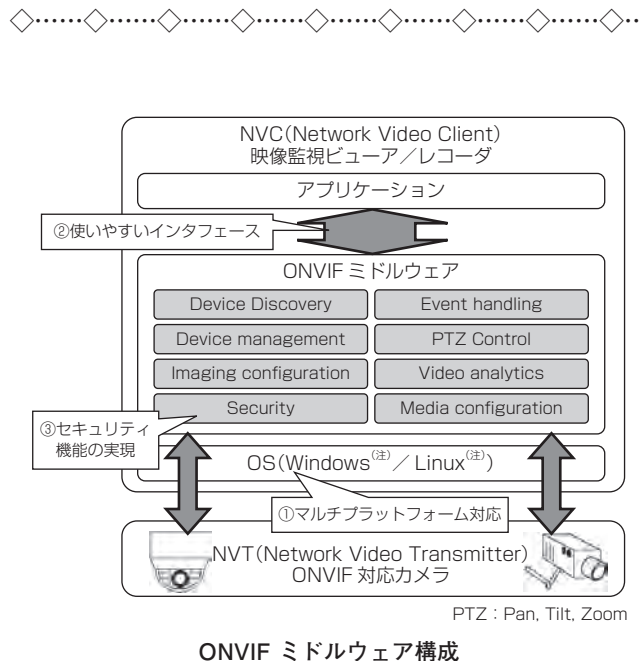 NVC(Network Video Client)
映像監視ビューア／レコーダ
アプリケーション
②使いやすいインタフェース
ONVIF ミドルウェア
Device Discovery
Event handling
Device management
PTZ Control
Imaging configuration
Video analytics
Security
Media configuration
③セキュリティ
機能の実現
OS(Windows(注)／Linux(注))
①マルチプラットフォーム対応
NVT(Network Video Transmitter)
ONVIF 対応カメラ
PTZ：Pan, Tilt, Zoom
ONVIF ミドルウェア構成